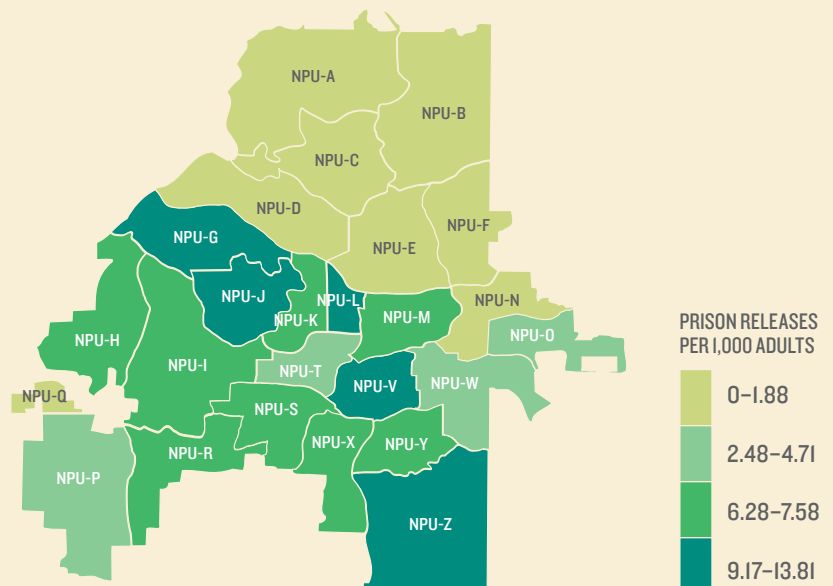 NPU-A
NPU-B
NPU-C
NPU-D
NPU-F
NPU-G
NPU-E
NPU-J
NPU-L
NPU-N
NPU-K
NPU-M
NPU-H
NPU-O
NPU-I
NPU-T
NPU-V
NPU-W
NPU-Q
NPU-S
NPU-X
NPU-Y
NPU-R
NPU-P
NPU-Z
PRISON RELEASES
PER 1,000 ADULTS
0–1.88
2.48–4.71
6.28–7.58
9.17–13.81